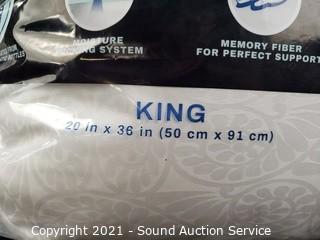 MOISTURE
SYSTEM
MEMORY FIBER
FOR PERFECT SUPPORT
KING
20 in x 36 in (50 cm x 91 cm)
Copyright 2021 - Sound Auction Service